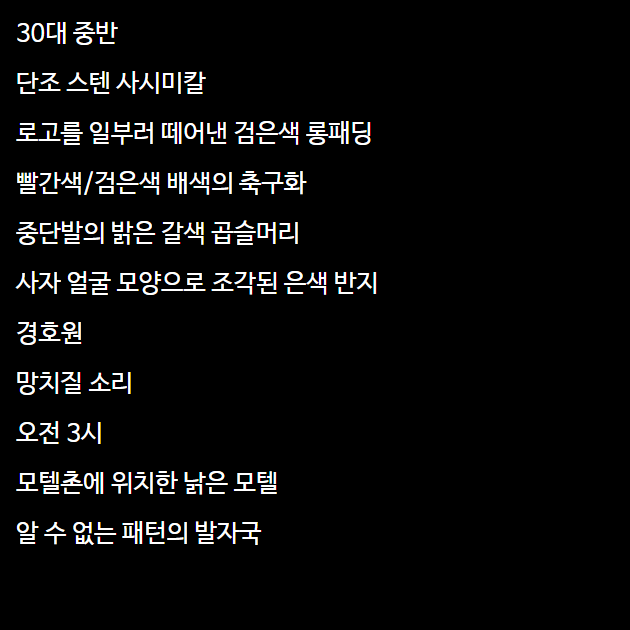 30대 중반
단조 스텐 사시미칼
로고를 일부러 떼어낸 검은색 롱패딩
빨간색/검은색 배색의 축구화
중단발의 밝은 갈색 곱슬머리
사자 얼굴 모양으로 조각된 은색 반지
경호원
망치질 소리
오전 3시
모텔촌에 위치한 낡은 모텔
알 수 없는 패턴의 발자국